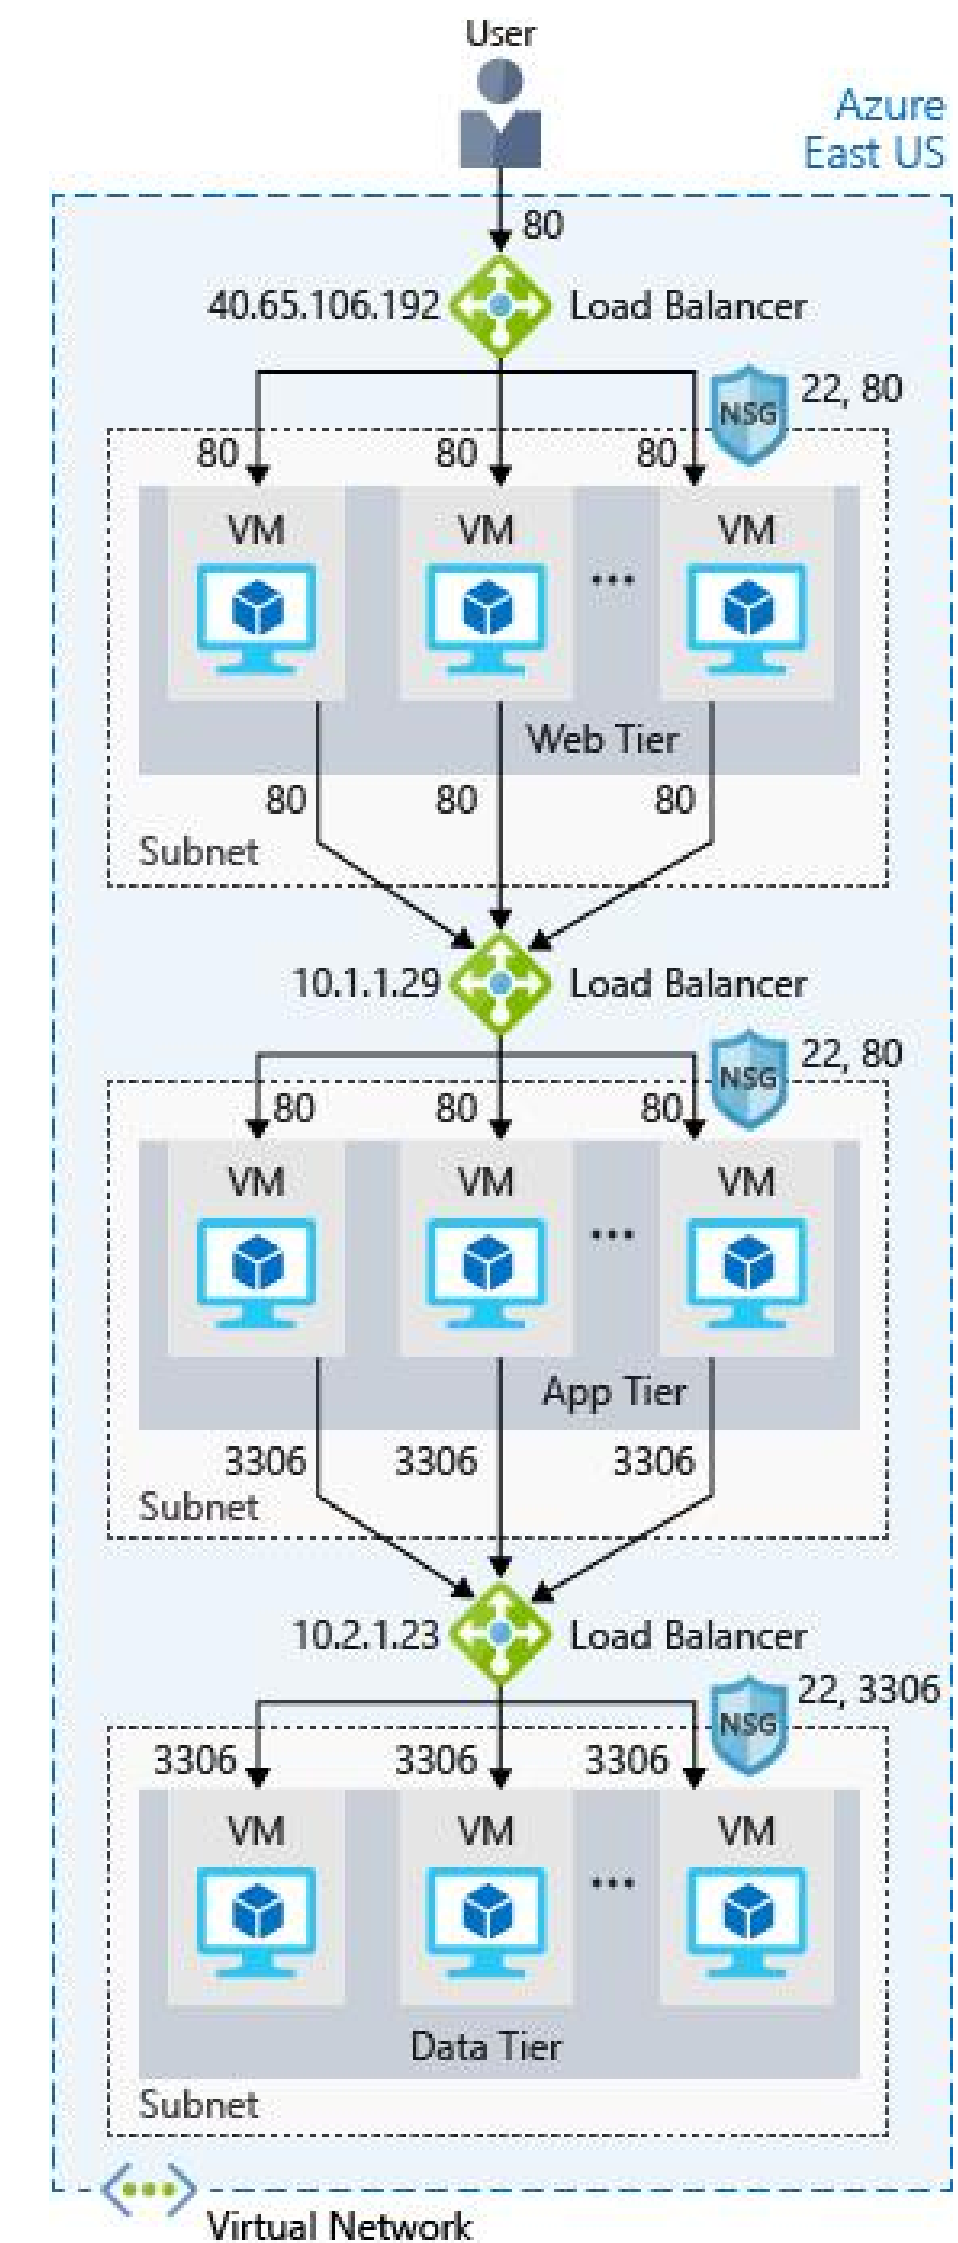 User
Azure
East US
80
40.65.106.192 Load Balancer
NSG 22, 80
80 80 80
VM VM ... VM
Web Tier
80 80 80
Subnet
10.1.1.29 Load Balancer
NSG 22, 80
80 80 80
VM VM ... VM
App Tier
3306 3306 3306
Subnet
10.2.1.23 Load Balancer
NSG 22, 3306
3306 3306 3306
VM VM ... VM
Data Tier
Subnet
Virtual Network